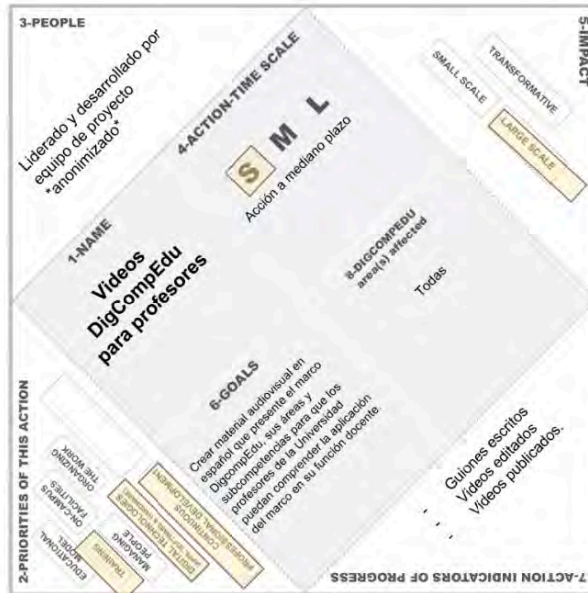 3-PEOPLE
Liderado y desarrollado por
equipo de proyecto
*anonimizado*
4-ACTION-TIME SCALE
S M L
Acción a mediano plazo
5-IMPACT
SMALL SCALE
TRANSFORMATIVE
LARGE SCALE
1-NAME
Videos
DigCompEdu
para profesores
8-DIGCOMPEDU
area(s) affected
Todas
6-GOALS
Crear material audiovisual en
español que presente el marco
DigcompEdu, sus áreas y
subcompetencias para que los
profesores de la Universidad
puedan comprender la aplicación
del marco en su función docente.
2-PRIORITIES OF THIS ACTION
EDUCATIONAL
MODEL
TRAINING
ON-CAMPUS
FACILITIES
ORGANIZING
THE WORK
MANAGING
PEOPLE
DIGITAL TECHNOLOGIES
CONTINUOUS
PROFESSIONAL DEVELOPMENT
7-ACTION INDICATORS OF PROGRESS
- Guiones escritos
- Vídeos editados
- Vídeos publicados.